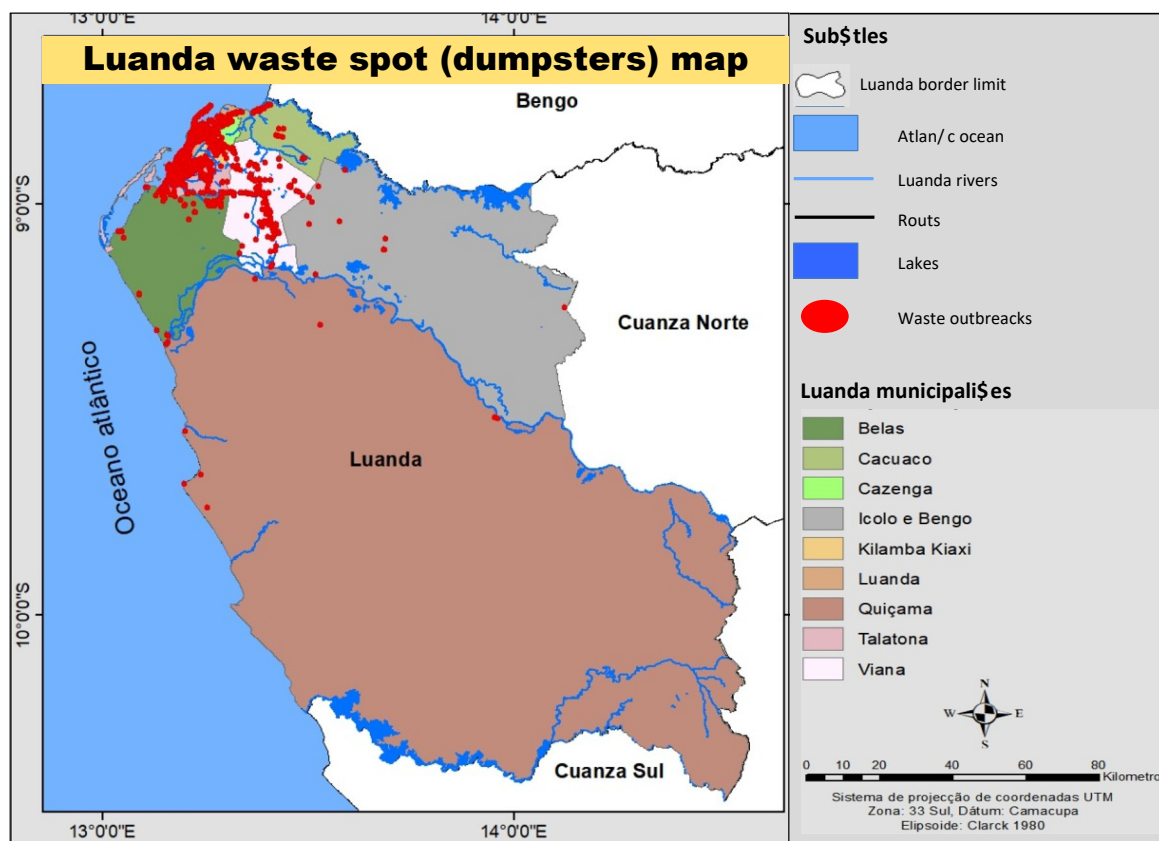 13°0'0"E 14°0'0"E
Luanda waste spot (dumpsters) map
Bengo
9°0'0"S
Cuanza Norte
Oceano atlântico
Luanda
10°0'0"S
Cuanza Sul
13°0'0"E 14°0'0"E
Sub$ tles
Luanda border limit
Atlan/ c ocean
Luanda rivers
Routs
Lakes
Waste outbreacks
Luanda municipali$ es
Belas
Cacuaco
Cazenga
Icolo e Bengo
Kilamba Kiaxi
Luanda
Quiçama
Talatona
Viana
N
W E
S
0 10 20 40 60 80
Kilometro
Sistema de projecção de coordenadas UTM
Zona: 33 Sul, Dátum: Camacupa
Elipsoide: Clarck 1980